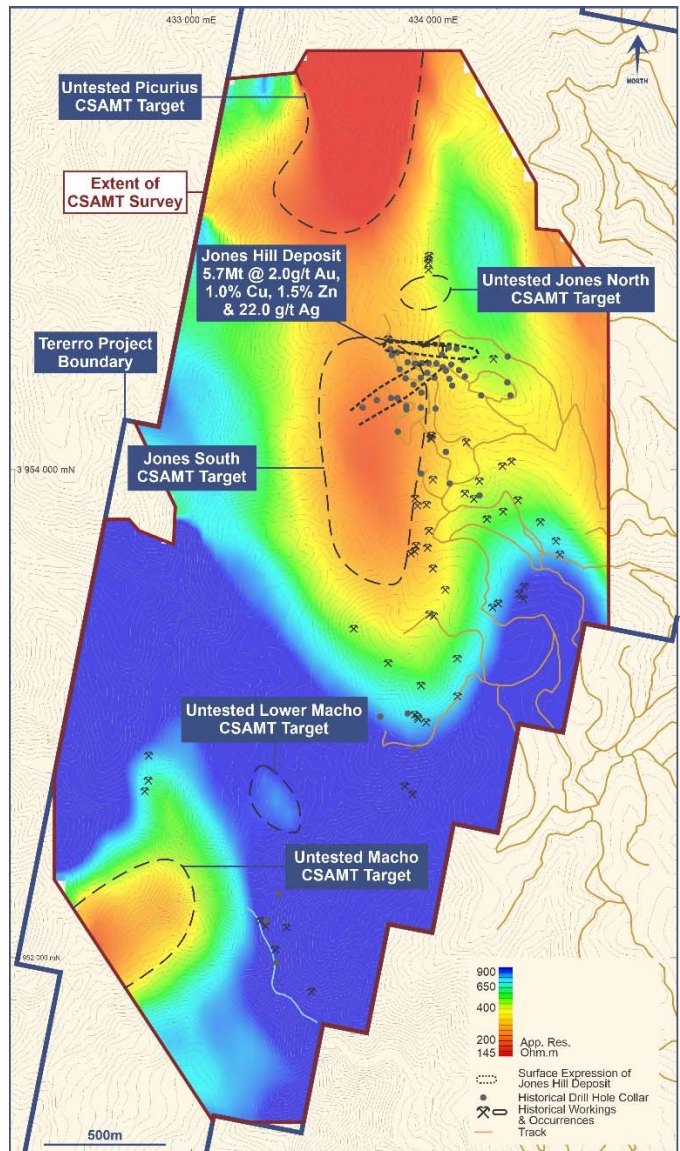 433 000 mE
434 000 mE
NORTH
Untested Picurius
CSAMT Target
Extent of
CSAMT Survey
Jones Hill Deposit
5.7Mt @ 2.0g/t Au,
1.0% Cu, 1.5% Zn
& 22.0 g/t Ag
Untested Jones North
CSAMT Target
Tererro Project
Boundary
3 954 000 mN
Jones South
CSAMT Target
Untested Lower Macho
CSAMT Target
Untested Macho
CSAMT Target
952 000 mN
900
650
400
200
145
App. Res.
Ohm.m
Surface Expression of
Jones Hill Deposit
Historical Drill Hole Collar
Historical Workings
& Occurrences
Track
500m